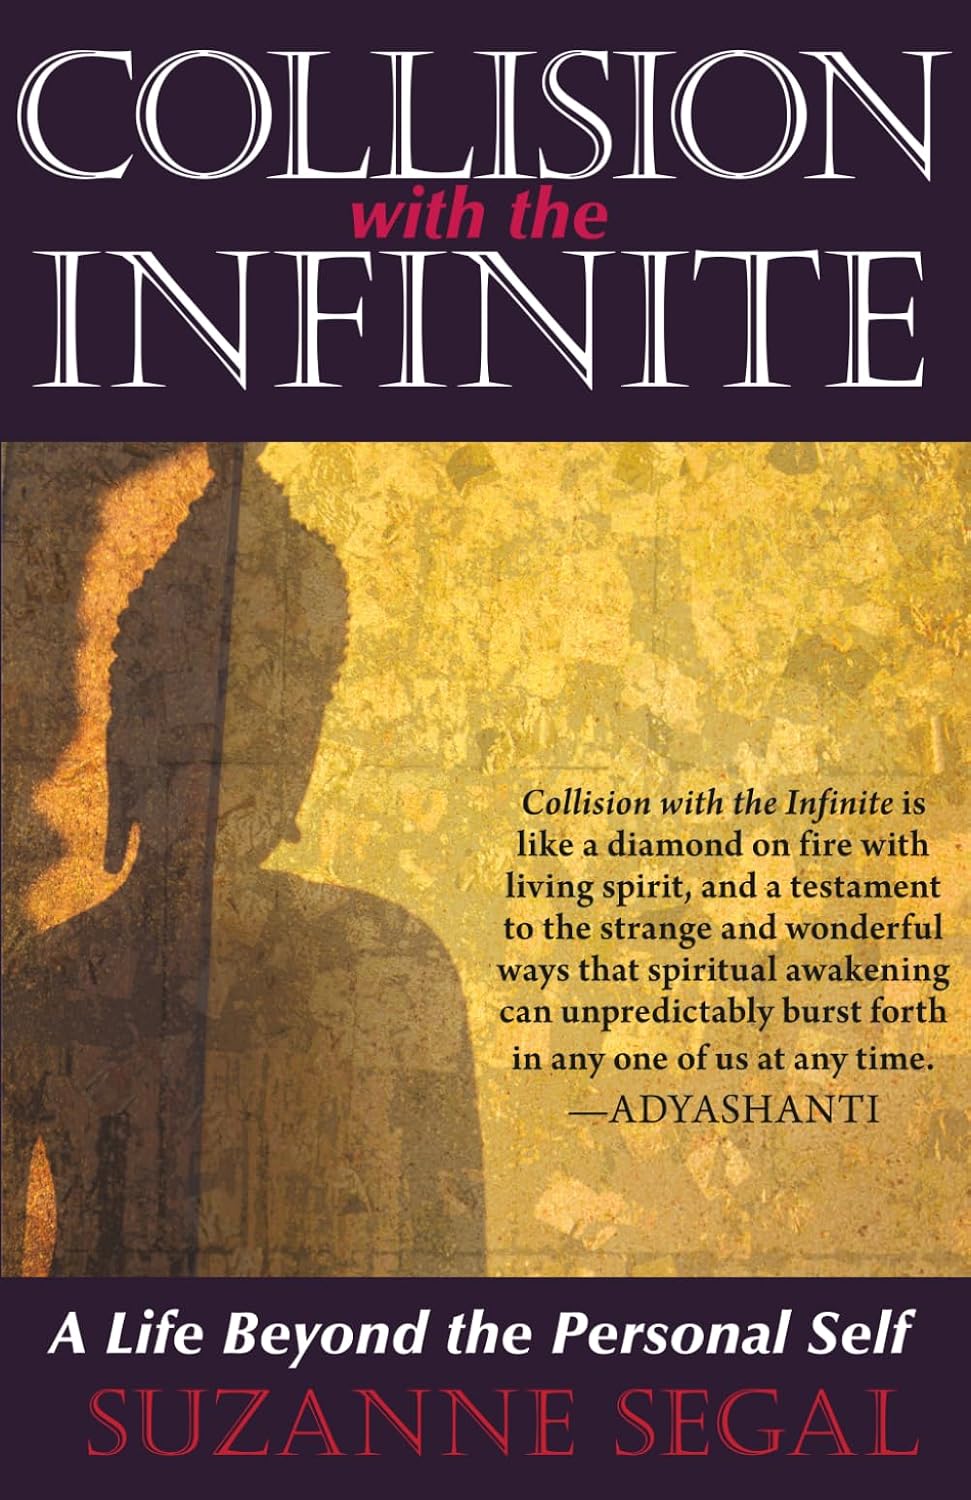 COLLISION
with the
INFINITE
Collision with the Infinite is
like a diamond on fire with
living spirit, and a testament
to the strange and wonderful
ways that spiritual awakening
can unpredictably burst forth
in any one of us at any time.
—ADYASHANTI
A Life Beyond the Personal Self
SUZANNE SEGAL